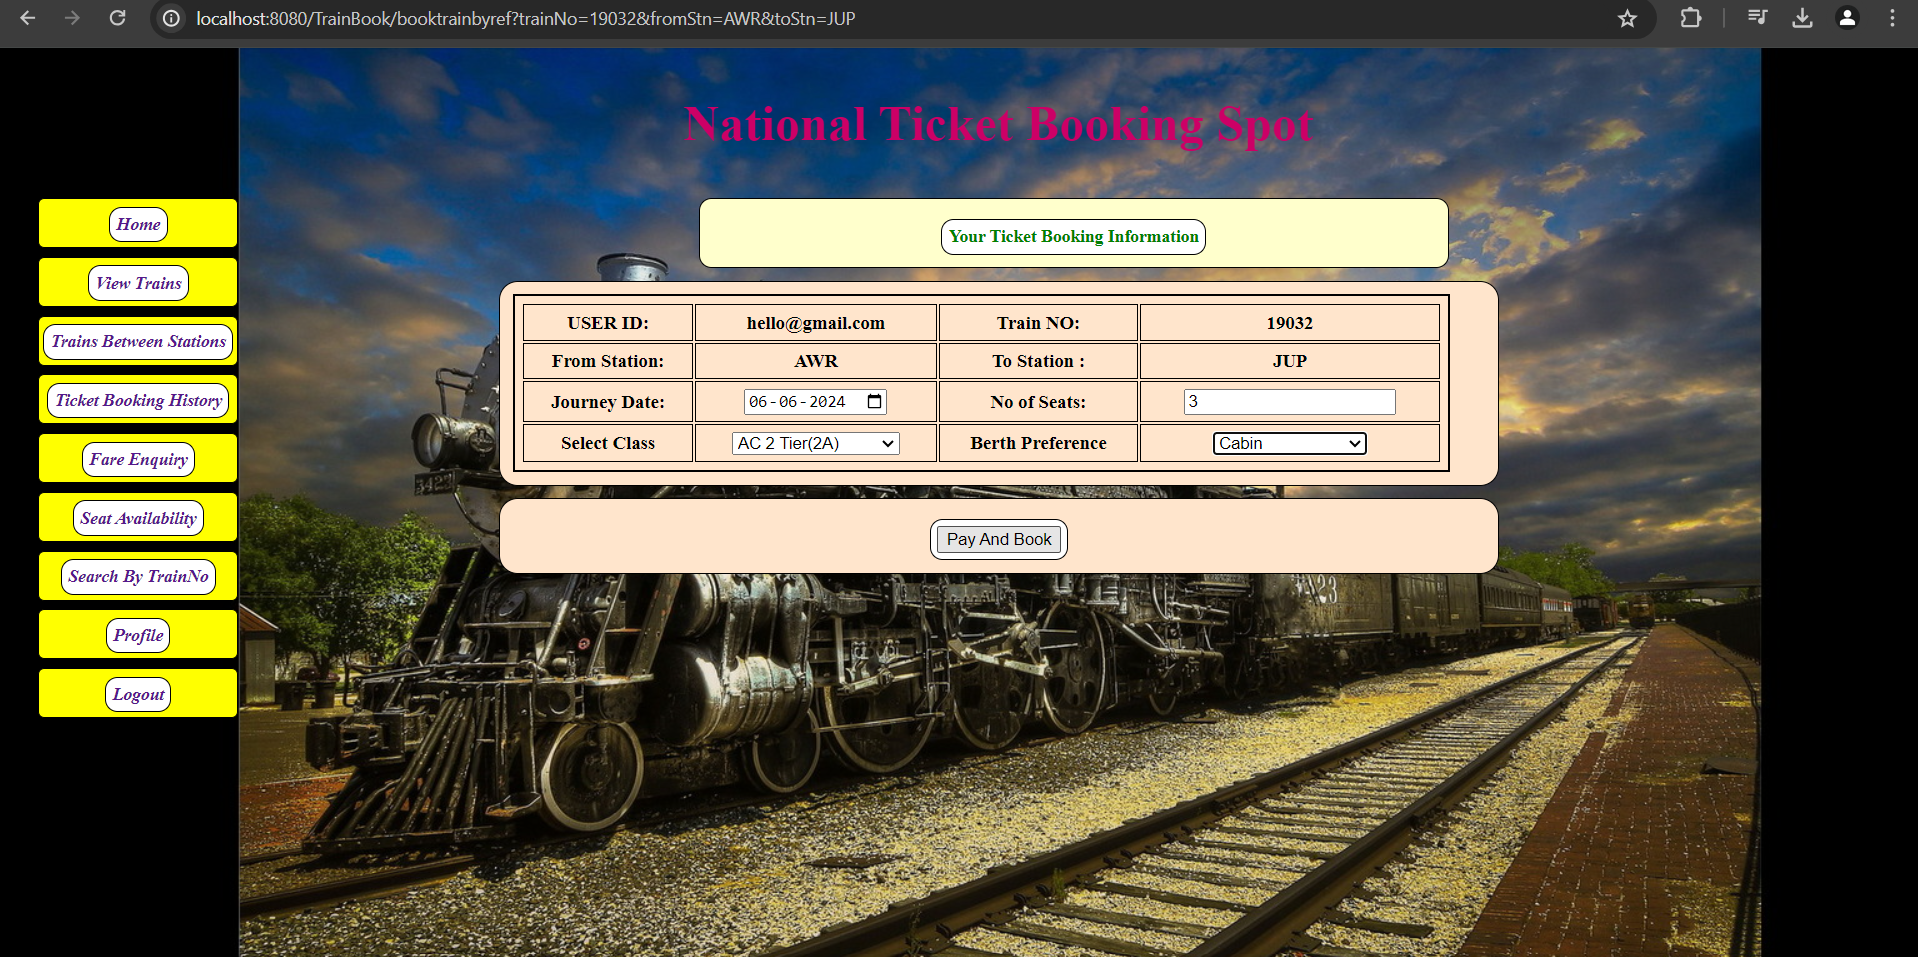 localhost:8080/TrainBook/booktrainbyref?trainNo=19032&fromStn=AWR&toStn=JUP
National Ticket Booking Spot
Home
View Trains
Trains Between Stations
Ticket Booking History
Fare Enquiry
Seat Availability
Search By TrainNo
Profile
Logout
Your Ticket Booking Information
USER ID: hello@gmail.com Train NO: 19032
From Station: AWR To Station : JUP
Journey Date: 06-06-2024 No of Seats: 3
Select Class AC 2 Tier(2A) Berth Preference Cabin
Pay And Book